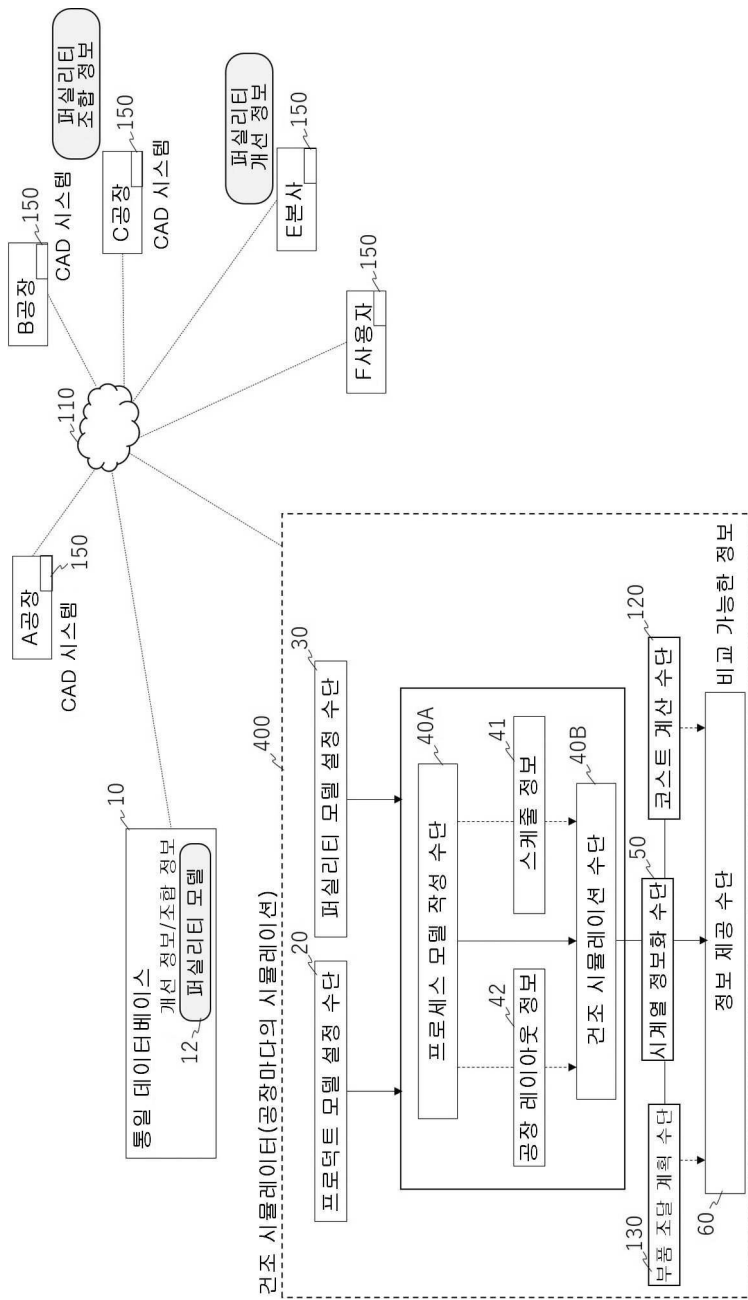 통일 데이터베이스
10
개선 정보/조합 정보
퍼실리티 모델
12
A공장
150
CAD 시스템
110
B공장
150
CAD 시스템
퍼실리티
조합 정보
C공장
150
CAD 시스템
퍼실리티
개선 정보
E본사
150
F사용자
150
건조 시뮬레이터(공장마다의 시뮬레이션)
400
프로덕트 모델 설정 수단
20
퍼실리티 모델 설정 수단
30
프로세스 모델 작성 수단
40A
공장 레이아웃 정보
42
스케줄 정보
41
건조 시뮬레이션 수단
40B
부품 조달 계획 수단
130
시계열 정보화 수단
50
코스트 계산 수단
120
정보 제공 수단
60
비교 가능한 정보